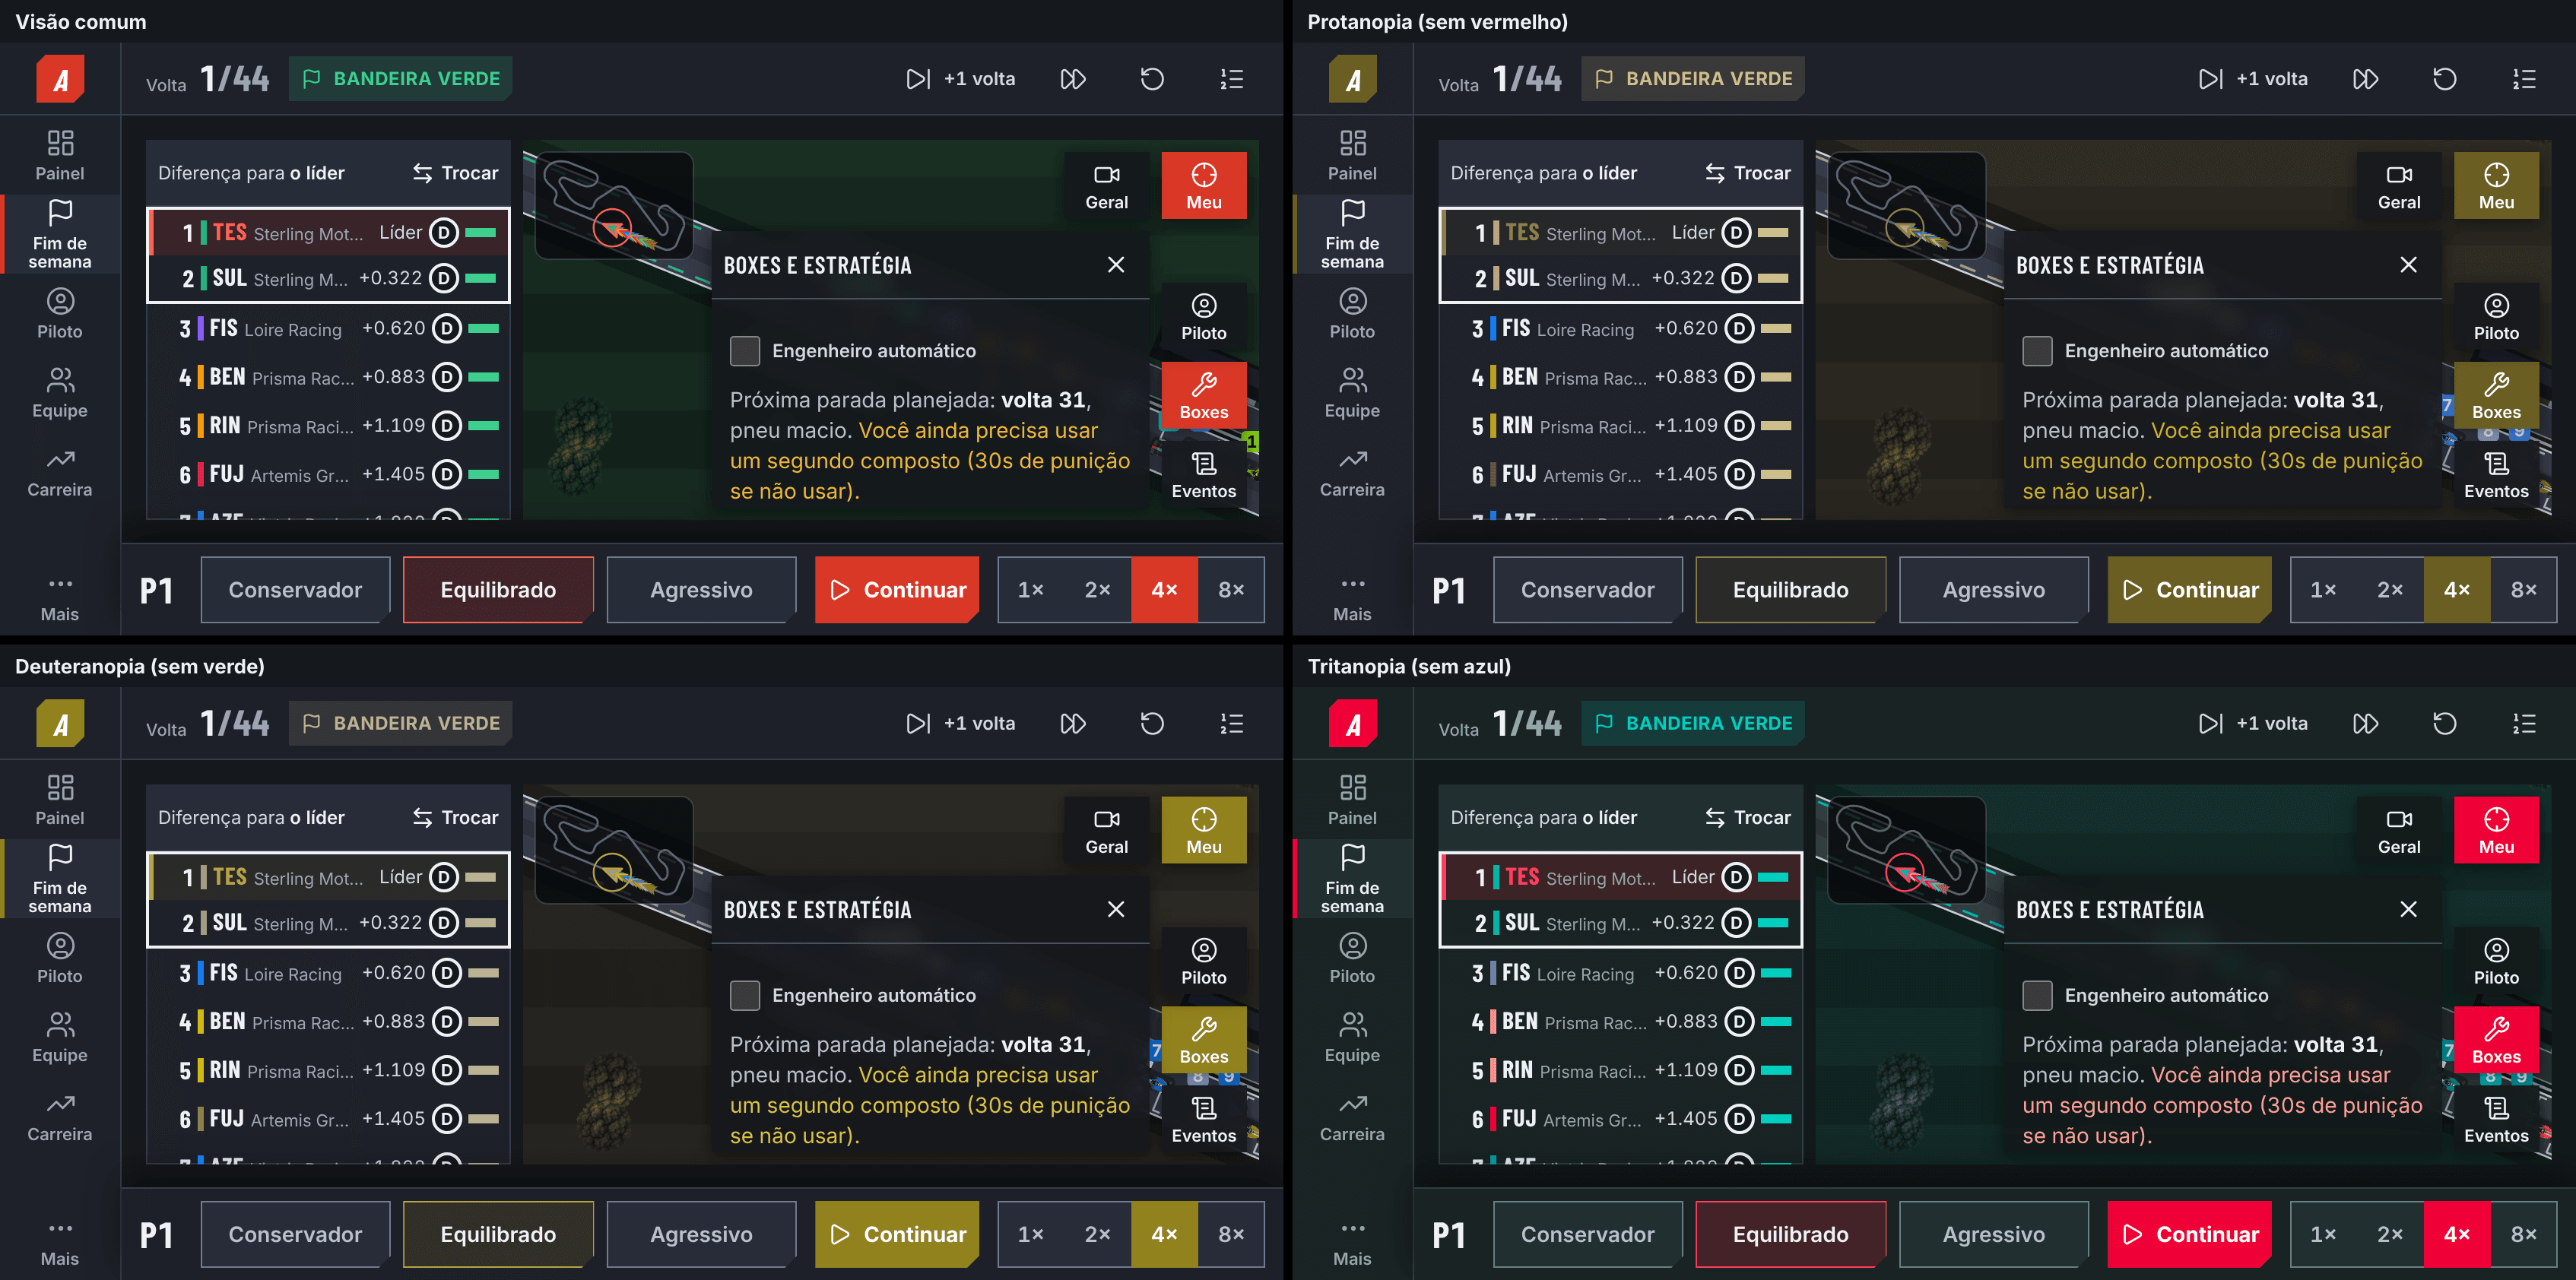 Visão comum
A
Volta 1/44
BANDEIRA VERDE
+1 volta
Painel
Fim de semana
Piloto
Equipe
Carreira
Mais
Diferença para o líder
Trocar
1 TES Sterling Mot... Líder D
2 SUL Sterling M... +0.322 D
3 FIS Loire Racing +0.620 D
4 BEN Prisma Rac... +0.883 D
5 RIN Prisma Raci... +1.109 D
6 FUJ Artemis Gr... +1.405 D
Geral
Meu
BOXES E ESTRATÉGIA
Engenheiro automático
Próxima parada planejada: volta 31,
pneu macio. Você ainda precisa usar
um segundo composto (30s de punição
se não usar).
Piloto
Boxes
1
Eventos
P1
Conservador
Equilibrado
Agressivo
Continuar
1× 2× 4× 8×
Protanopia (sem vermelho)
A
Volta 1/44
BANDEIRA VERDE
+1 volta
Painel
Fim de semana
Piloto
Equipe
Carreira
Mais
Diferença para o líder
Trocar
1 TES Sterling Mot... Líder D
2 SUL Sterling M... +0.322 D
3 FIS Loire Racing +0.620 D
4 BEN Prisma Rac... +0.883 D
5 RIN Prisma Raci... +1.109 D
6 FUJ Artemis Gr... +1.405 D
Geral
Meu
BOXES E ESTRATÉGIA
Engenheiro automático
Próxima parada planejada: volta 31,
pneu macio. Você ainda precisa usar
um segundo composto (30s de punição
se não usar).
Piloto
7
Boxes
8 9
Eventos
P1
Conservador
Equilibrado
Agressivo
Continuar
1× 2× 4× 8×
Deuteranopia (sem verde)
A
Volta 1/44
BANDEIRA VERDE
+1 volta
Painel
Fim de semana
Piloto
Equipe
Carreira
Mais
Diferença para o líder
Trocar
1 TES Sterling Mot... Líder D
2 SUL Sterling M... +0.322 D
3 FIS Loire Racing +0.620 D
4 BEN Prisma Rac... +0.883 D
5 RIN Prisma Raci... +1.109 D
6 FUJ Artemis Gr... +1.405 D
Geral
Meu
BOXES E ESTRATÉGIA
Engenheiro automático
Próxima parada planejada: volta 31,
pneu macio. Você ainda precisa usar
um segundo composto (30s de punição
se não usar).
Piloto
7
Boxes
8 9
Eventos
P1
Conservador
Equilibrado
Agressivo
Continuar
1× 2× 4× 8×
Tritanopia (sem azul)
A
Volta 1/44
BANDEIRA VERDE
+1 volta
Painel
Fim de semana
Piloto
Equipe
Carreira
Mais
Diferença para o líder
Trocar
1 TES Sterling Mot... Líder D
2 SUL Sterling M... +0.322 D
3 FIS Loire Racing +0.620 D
4 BEN Prisma Rac... +0.883 D
5 RIN Prisma Raci... +1.109 D
6 FUJ Artemis Gr... +1.405 D
Geral
Meu
BOXES E ESTRATÉGIA
Engenheiro automático
Próxima parada planejada: volta 31,
pneu macio. Você ainda precisa usar
um segundo composto (30s de punição
se não usar).
Piloto
7
Boxes
8 9
Eventos
P1
Conservador
Equilibrado
Agressivo
Continuar
1× 2× 4× 8×